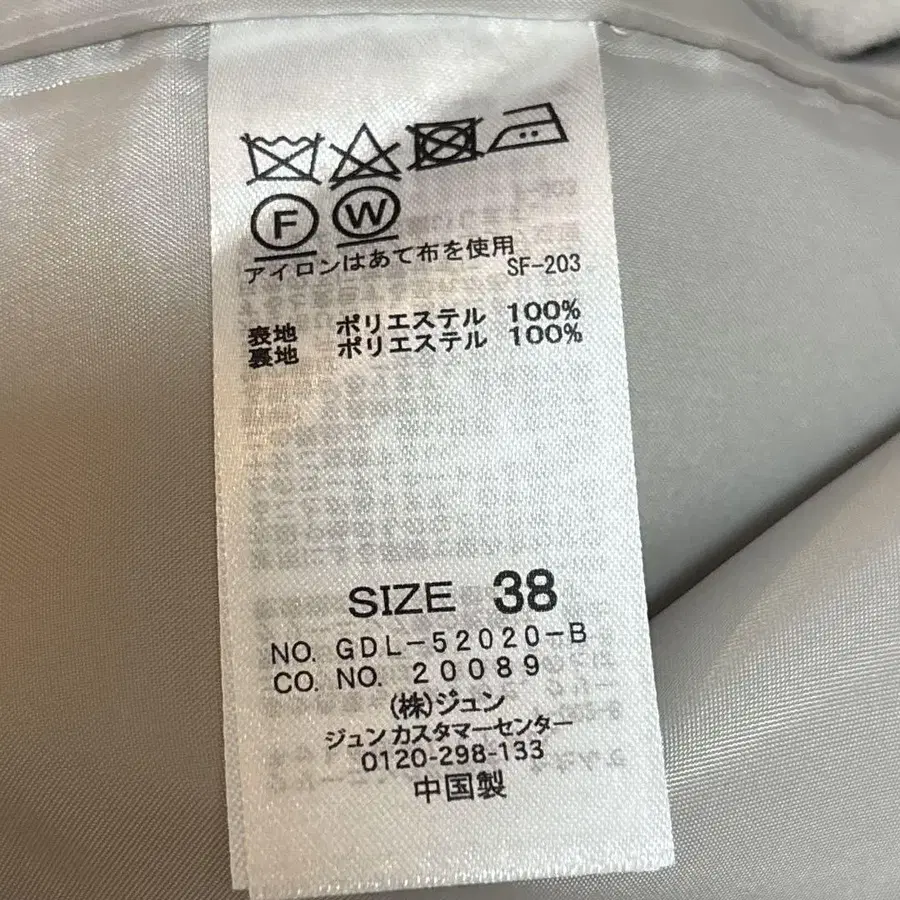 F W
アイロンはあて布を使用
SF-203
表地 ポリエステル 100%
裏地 ポリエステル 100%
SIZE 38
NO. GDL-52020-B
CO. NO. 20089
(株)ジュン
ジュンカスタマーセンター
0120-298-133
中国製